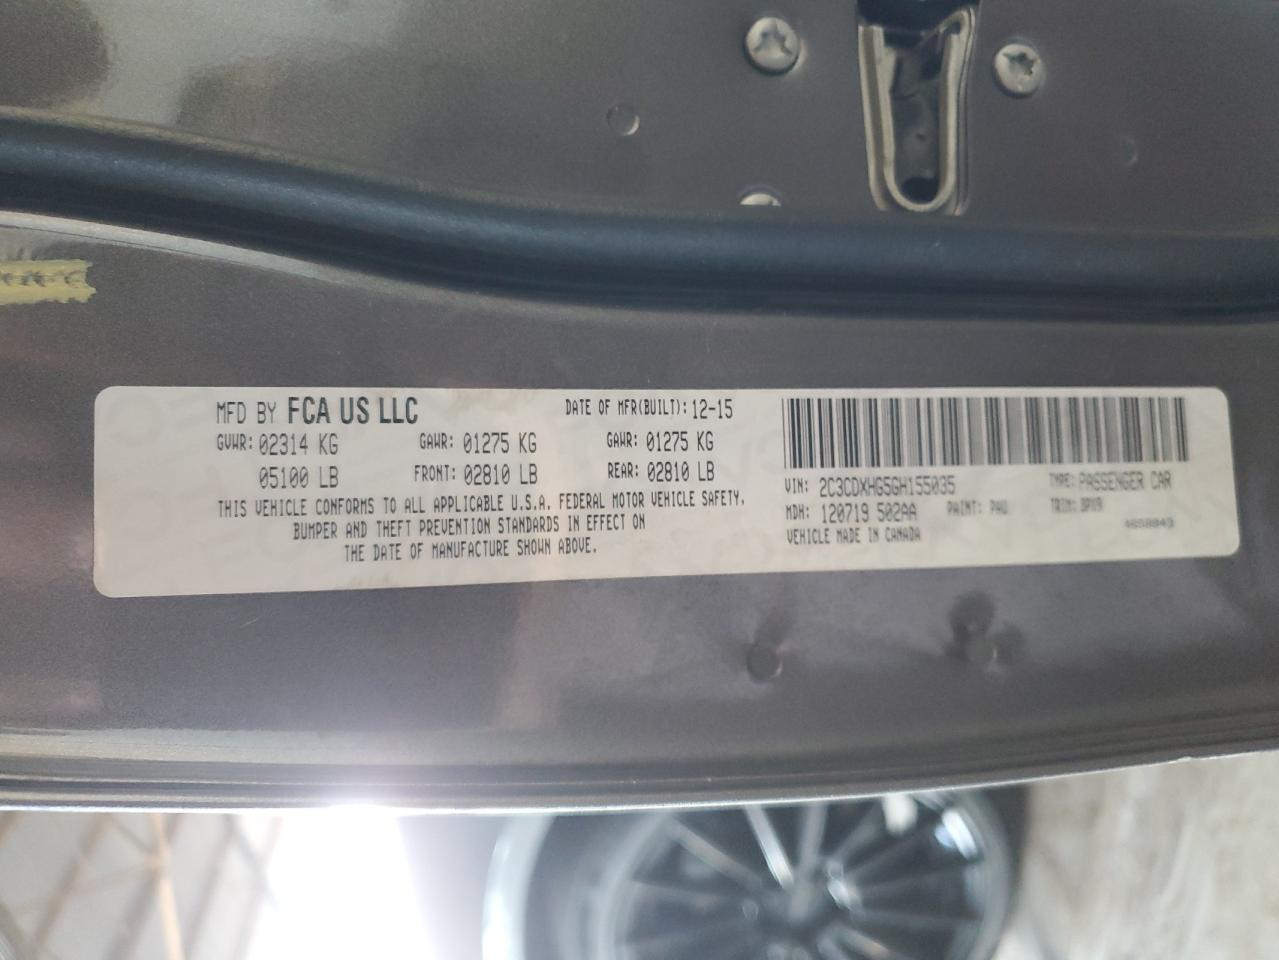 MFD BY FCA US LLC
DATE OF MFR(BUILT): 12-15
GVWR: 02314 KG GAWR: 01275 KG GAWR: 01275 KG
05100 LB FRONT: 02810 LB REAR: 02810 LB
THIS VEHICLE CONFORMS TO ALL APPLICABLE U.S.A. FEDERAL MOTOR VEHICLE SAFETY,
BUMPER AND THEFT PREVENTION STANDARDS IN EFFECT ON
THE DATE OF MANUFACTURE SHOWN ABOVE.
VIN: 2C3CDXHG5GH155035 TYPE: PASSENGER CAR
MDH: 120719 502AA PAINT: PAU TRIM: BPX9
VEHICLE MADE IN CANADA